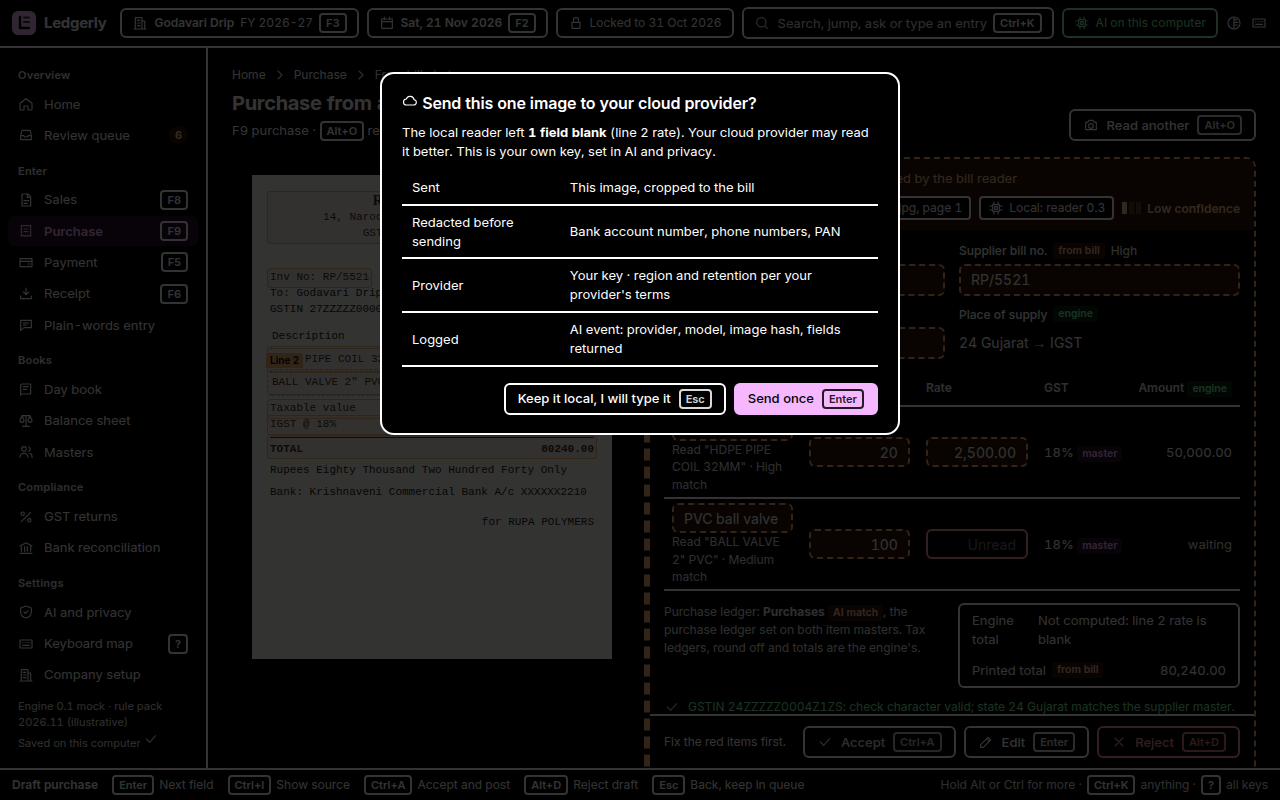 Ledgerly
Godavari Drip FY 2026-27 F3
Sat, 21 Nov 2026 F2
Locked to 31 Oct 2026
Search, jump, ask or type an entry Ctrl+K
AI on this computer
Overview
Home
Review queue 6
Enter
Sales F8
Purchase F9
Payment F5
Receipt F6
Plain-words entry
Books
Day book
Balance sheet
Masters
Compliance
GST returns
Bank reconciliation
Settings
AI and privacy
Keyboard map ?
Company setup
Engine 0.1 mock · rule pack
2026.11 (illustrative)
Saved on this computer
Home > Purchase >
Purchase from
F9 purchase · Alt+O
Read another Alt+O
14,
Inv No: RP/5521
To: Godavari Drip
GSTIN 27ZZZZZ000
Description
Line 2 PIPE COIL
BALL VALVE 2"
Taxable value
IGST @ 18%
TOTAL 80240.00
Rupees Eighty Thousand Two Hundred Forty Only
Bank: Krishnaveni Commercial Bank A/c XXXXXX2210
for RUPA POLYMERS
Send this one image to your cloud provider?
The local reader left 1 field blank (line 2 rate). Your cloud provider may read
it better. This is your own key, set in AI and privacy.
Sent This image, cropped to the bill
Redacted before
sending Bank account number, phone numbers, PAN
Provider Your key · region and retention per your
provider's terms
Logged AI event: provider, model, image hash, fields
returned
Keep it local, I will type it Esc
Send once Enter
by the bill reader
page 1
Local: reader 0.3
Low confidence
Supplier bill no. from bill High
RP/5521
Place of supply engine
24 Gujarat → IGST
Rate GST Amount engine
20 2,500.00 18% master 50,000.00
Read "HDPE PIPE
COIL 32MM" · High
match
PVC ball valve
100 Unread 18% master waiting
Read "BALL VALVE
2" PVC" · Medium
match
Purchase ledger: Purchases AI match , the
purchase ledger set on both item masters. Tax
ledgers, round off and totals are the engine's.
Engine
total Not computed: line 2 rate is
blank
Printed total from bill 80,240.00
GSTIN 24ZZZZZ0004Z1ZS: check character valid; state 24 Gujarat matches the supplier master.
Fix the red items first.
Accept Ctrl+A
Edit Enter
Reject Alt+D
Draft purchase Enter Next field Ctrl+I Show source Ctrl+A Accept and post Alt+D Reject draft Esc Back, keep in queue
Hold Alt or Ctrl for more · Ctrl+K anything · ? all keys